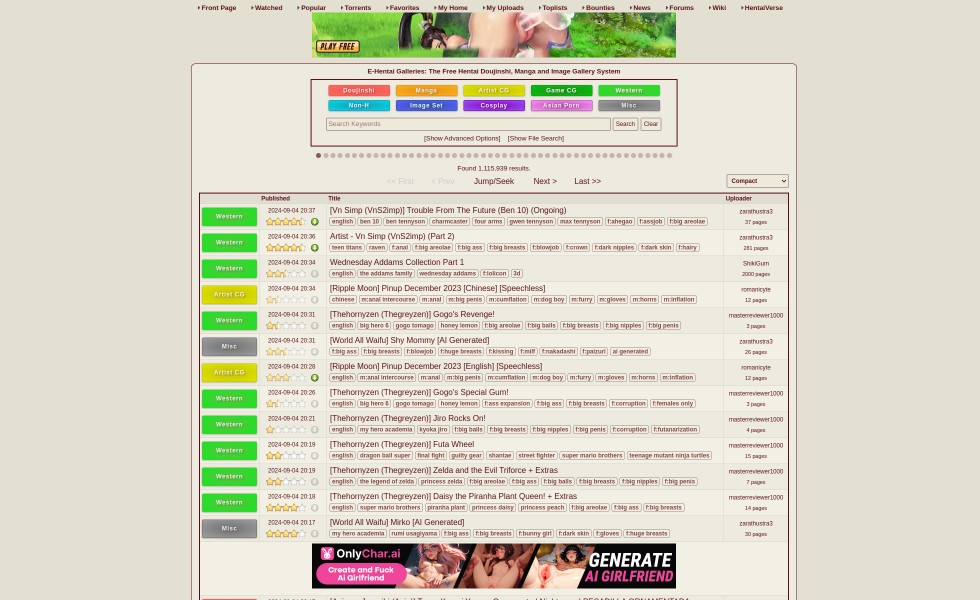 Front Page Watched Popular Torrents Favorites My Home My Uploads Toplists Bounties News Forums Wiki HentaiVerse
PLAY FREE
E-Hentai Galleries: The Free Hentai Doujinshi, Manga and Image Gallery System
Doujinshi Manga Artist CG Game CG Western
Non-H Image Set Cosplay Asian Porn Misc
Search Keywords Search Clear
[Show Advanced Options] [Show File Search]
Found 1,115,939 results.
<< First < Prev Jump/Seek Next > Last >> Compact
Published Title Uploader
Western 2024-09-04 20:37 [Vn Simp (VnS2imp)] Trouble From The Future (Ben 10) (Ongoing) zarathustra3
english ben 10 ben tennyson charmcaster four arms gwen tennyson max tennyson f:ahegao f:assjob f:big areolae 37 pages
Western 2024-09-04 20:36 Artist - Vn Simp (VnS2imp) (Part 2) zarathustra3
teen titans raven f:anal f:big areolae f:big ass f:big breasts f:blowjob f:crown f:dark nipples f:dark skin f:hairy 281 pages
Western 2024-09-04 20:34 Wednesday Addams Collection Part 1 ShikiGum
english the addams family wednesday addams f:lolicon 3d 2000 pages
Artist CG 2024-09-04 20:34 [Ripple Moon] Pinup December 2023 [Chinese] [Speechless] romanicyte
chinese m:anal intercourse m:anal m:big penis m:cumflation m:dog boy m:furry m:gloves m:horns m:inflation 12 pages
Western 2024-09-04 20:31 [Thehornyzen (Thegreyzen)] Gogo's Revenge! masterreviewer1000
english big hero 6 gogo tomago honey lemon f:big areolae f:big balls f:big breasts f:big nipples f:big penis 3 pages
Misc 2024-09-04 20:31 [World All Waifu] Shy Mommy [AI Generated] zarathustra3
f:big ass f:big breasts f:blowjob f:huge breasts f:kissing f:milf f:nakadashi f:paizuri ai generated 26 pages
Artist CG 2024-09-04 20:28 [Ripple Moon] Pinup December 2023 [English] [Speechless] romanicyte
english m:anal intercourse m:anal m:big penis m:cumflation m:dog boy m:furry m:gloves m:horns m:inflation 12 pages
Western 2024-09-04 20:26 [Thehornyzen (Thegreyzen)] Gogo's Special Gum! masterreviewer1000
english big hero 6 gogo tomago honey lemon f:ass expansion f:big ass f:big breasts f:corruption f:females only 3 pages
Western 2024-09-04 20:21 [Thehornyzen (Thegreyzen)] Jiro Rocks On! masterreviewer1000
english my hero academia kyoka jiro f:big balls f:big breasts f:big nipples f:big penis f:corruption f:futanarization 4 pages
Western 2024-09-04 20:19 [Thehornyzen (Thegreyzen)] Futa Wheel masterreviewer1000
english dragon ball super final fight guilty gear shantae street fighter super mario brothers teenage mutant ninja turtles 15 pages
Western 2024-09-04 20:19 [Thehornyzen (Thegreyzen)] Zelda and the Evil Triforce + Extras masterreviewer1000
english the legend of zelda princess zelda f:big areolae f:big ass f:big balls f:big breasts f:big nipples f:big penis 7 pages
Western 2024-09-04 20:18 [Thehornyzen (Thegreyzen)] Daisy the Piranha Plant Queen! + Extras masterreviewer1000
english super mario brothers piranha plant princess daisy princess peach f:big areolae f:big ass f:big breasts 14 pages
Misc 2024-09-04 20:17 [World All Waifu] Mirko [AI Generated] zarathustra3
my hero academia rumi usagiyama f:big ass f:big breasts f:bunny girl f:dark skin f:gloves f:huge breasts 30 pages
OnlyChar.ai
Create and Fuck
Ai Girlfriend
GENERATE
AI GIRLFRIEND